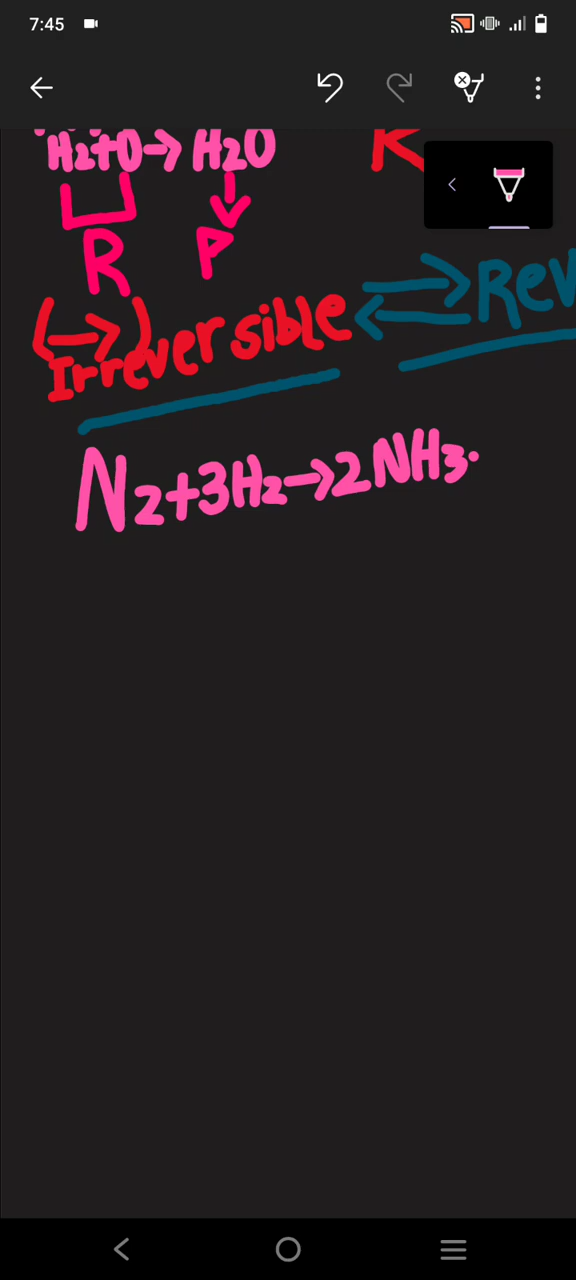 7:45
H2+O→H2O
R P
(→) ⇌ Rev
Irreversible
N2+3H2→2NH3.